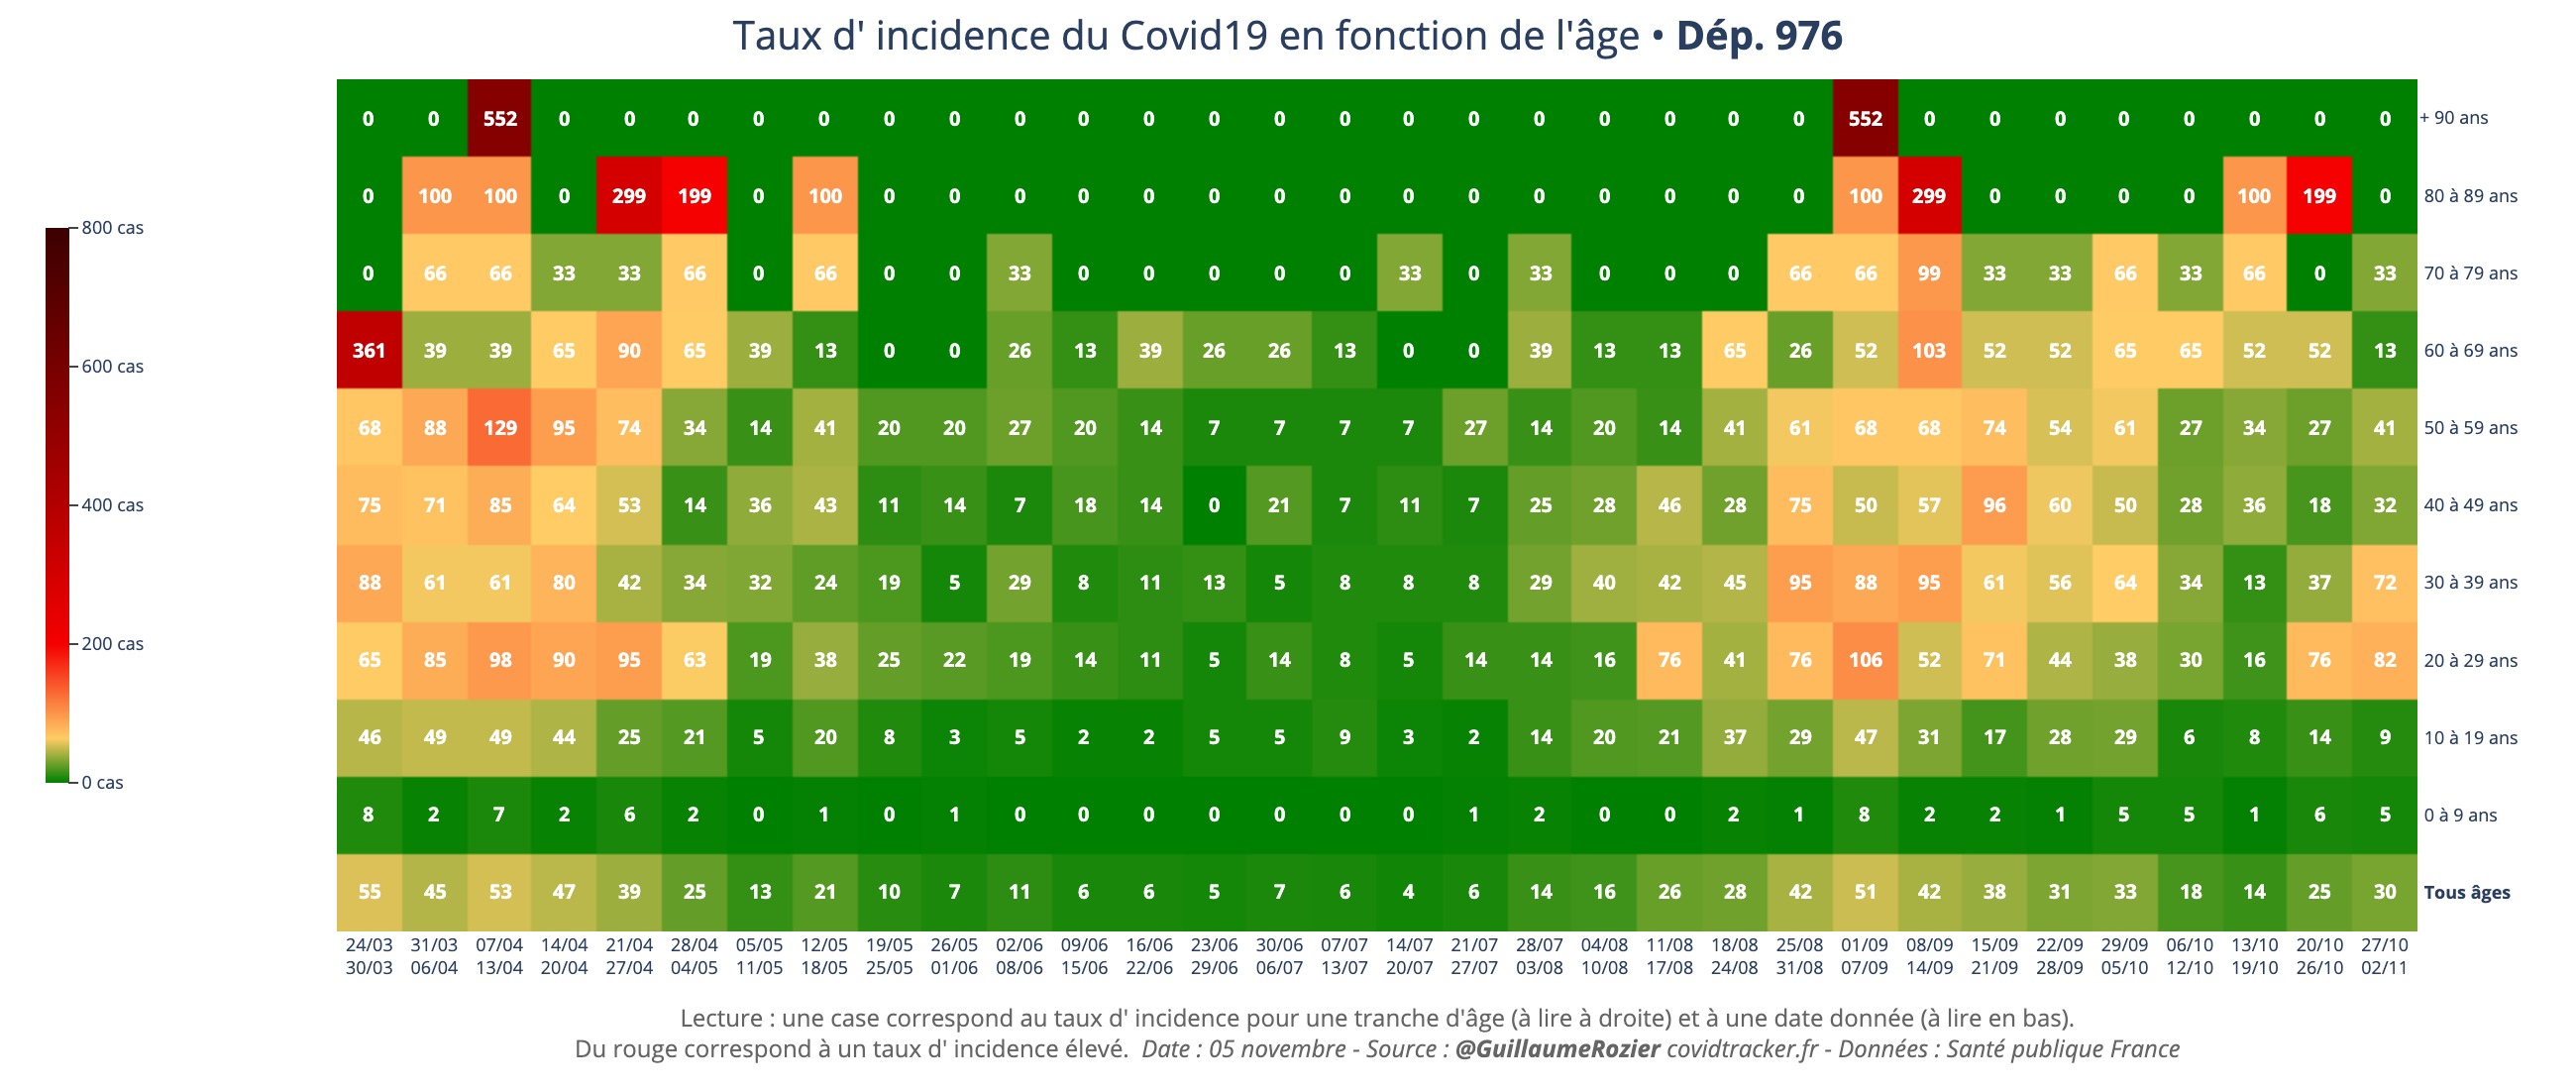 Taux d' incidence du Covid19 en fonction de l'âge • Dép. 976
800 cas
600 cas
400 cas
200 cas
0 cas
0 0 552 0 0 0 0 0 0 0 0 0 0 0 0 0 0 0 0 0 0 0 0 552 0 0 0 0 0 0 0 0 + 90 ans
0 100 100 0 299 199 0 100 0 0 0 0 0 0 0 0 0 0 0 0 0 0 0 100 299 0 0 0 0 100 199 0 80 à 89 ans
0 66 66 33 33 66 0 66 0 0 33 0 0 0 0 0 33 0 33 0 0 0 66 66 99 33 33 66 33 66 0 33 70 à 79 ans
361 39 39 65 90 65 39 13 0 0 26 13 39 26 26 13 0 0 39 13 13 65 26 52 103 52 52 65 65 52 52 13 60 à 69 ans
68 88 129 95 74 34 14 41 20 20 27 20 14 7 7 7 7 27 14 20 14 41 61 68 68 74 54 61 27 34 27 41 50 à 59 ans
75 71 85 64 53 14 36 43 11 14 7 18 14 0 21 7 11 7 25 28 46 28 75 50 57 96 60 50 28 36 18 32 40 à 49 ans
88 61 61 80 42 34 32 24 19 5 29 8 11 13 5 8 8 8 29 40 42 45 95 88 95 61 56 64 34 13 37 72 30 à 39 ans
65 85 98 90 95 63 19 38 25 22 19 14 11 5 14 8 5 14 14 16 76 41 76 106 52 71 44 38 30 16 76 82 20 à 29 ans
46 49 49 44 25 21 5 20 8 3 5 2 2 5 5 9 3 2 14 20 21 37 29 47 31 17 28 29 6 8 14 9 10 à 19 ans
8 2 7 2 6 2 0 1 0 1 0 0 0 0 0 0 0 1 2 0 0 2 1 8 2 2 1 5 5 1 6 5 0 à 9 ans
55 45 53 47 39 25 13 21 10 7 11 6 6 5 7 6 4 6 14 16 26 28 42 51 42 38 31 33 18 14 25 30 Tous âges
24/03 31/03 07/04 14/04 21/04 28/04 05/05 12/05 19/05 26/05 02/06 09/06 16/06 23/06 30/06 07/07 14/07 21/07 28/07 04/08 11/08 18/08 25/08 01/09 08/09 15/09 22/09 29/09 06/10 13/10 20/10 27/10
30/03 06/04 13/04 20/04 27/04 04/05 11/05 18/05 25/05 01/06 08/06 15/06 22/06 29/06 06/07 13/07 20/07 27/07 03/08 10/08 17/08 24/08 31/08 07/09 14/09 21/09 28/09 05/10 12/10 19/10 26/10 02/11
Lecture : une case correspond au taux d' incidence pour une tranche d'âge (à lire à droite) et à une date donnée (à lire en bas).
Du rouge correspond à un taux d' incidence élevé. Date : 05 novembre - Source : @GuillaumeRozier covidtracker.fr - Données : Santé publique France